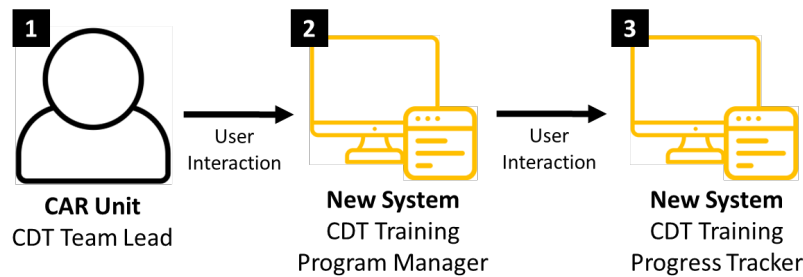 1
2
3
User
Interaction
User
Interaction
CAR Unit
CDT Team Lead
New System
CDT Training
Program Manager
New System
CDT Training
Progress Tracker